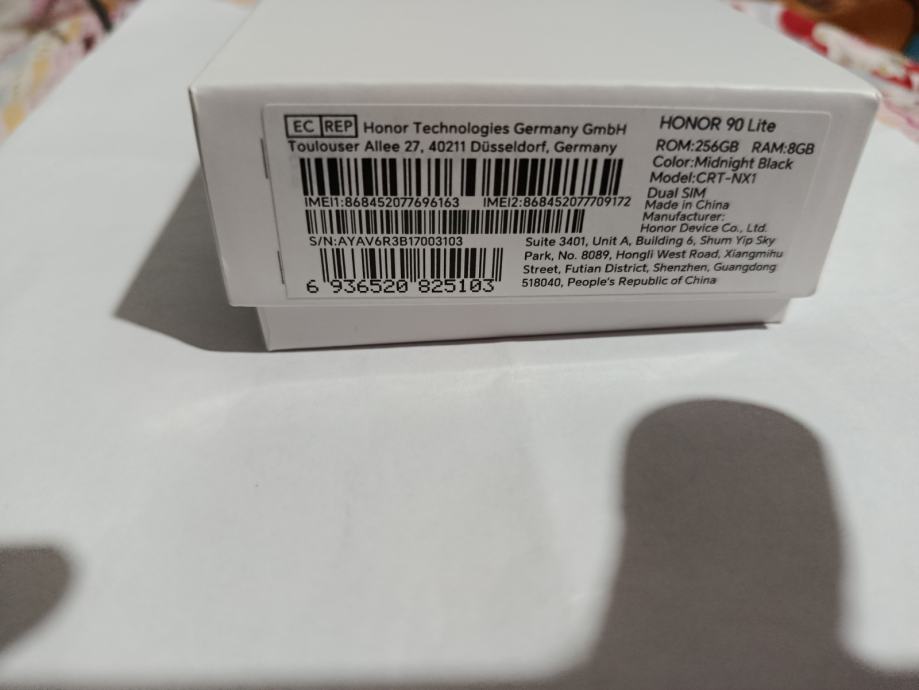 EC REP Honor Technologies Germany GmbH
Toulouser Allee 27, 40211 Düsseldorf, Germany
IMEI1:868452077696163 IMEI2:868452077709172
S/N:AYAV6R3B17003103
6 936520 825103
HONOR 90 Lite
ROM:256GB RAM:8GB
Color:Midnight Black
Model:CRT-NX1
Dual SIM
Made in China
Manufacturer:
Honor Device Co., Ltd.
Suite 3401, Unit A, Building 6, Shum Yip Sky
Park, No. 8089, Hongli West Road, Xiangmihu
Street, Futian District, Shenzhen, Guangdong
518040, People's Republic of China